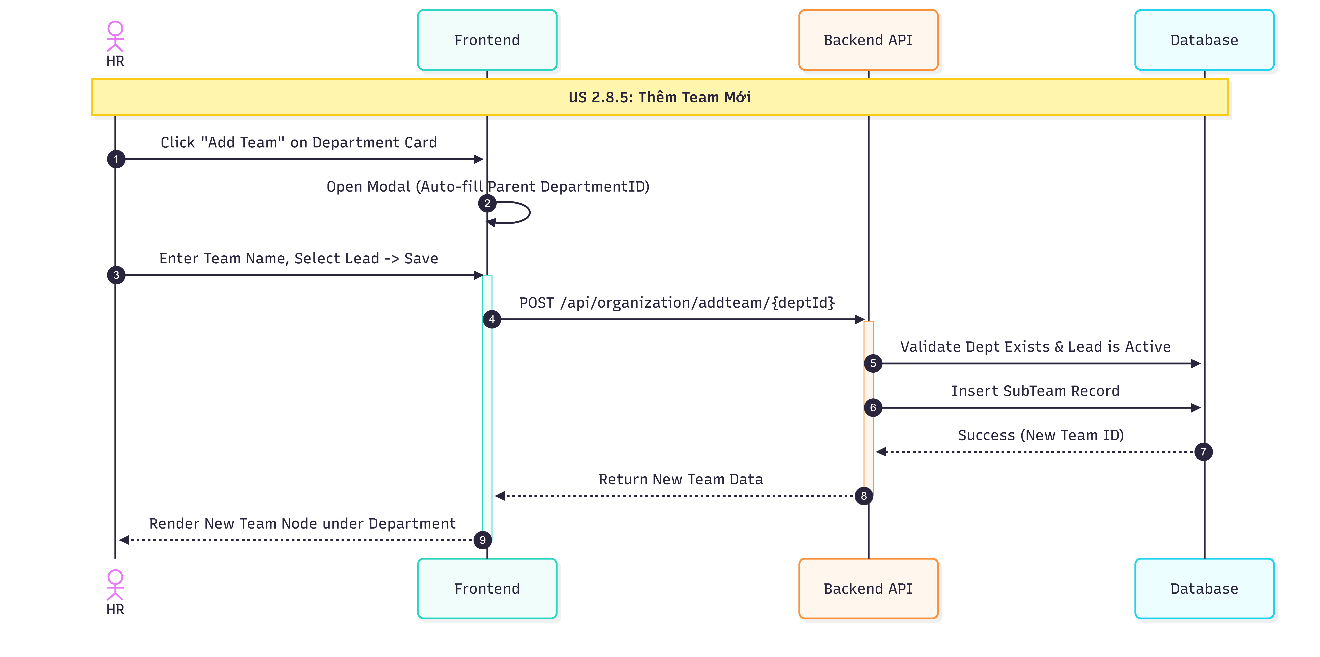 Frontend
Backend API
Database
HR
US 2.8.5: Thêm Team Mới
Click "Add Team" on Department Card
1
Open Modal (Auto-fill Parent DepartmentID)
2
Enter Team Name, Select Lead -> Save
3
POST /api/organization/addteam/{deptId}
4
Validate Dept Exists & Lead is Active
5
Insert SubTeam Record
6
Success (New Team ID)
7
Return New Team Data
8
Render New Team Node under Department
9
Frontend
Backend API
Database
HR